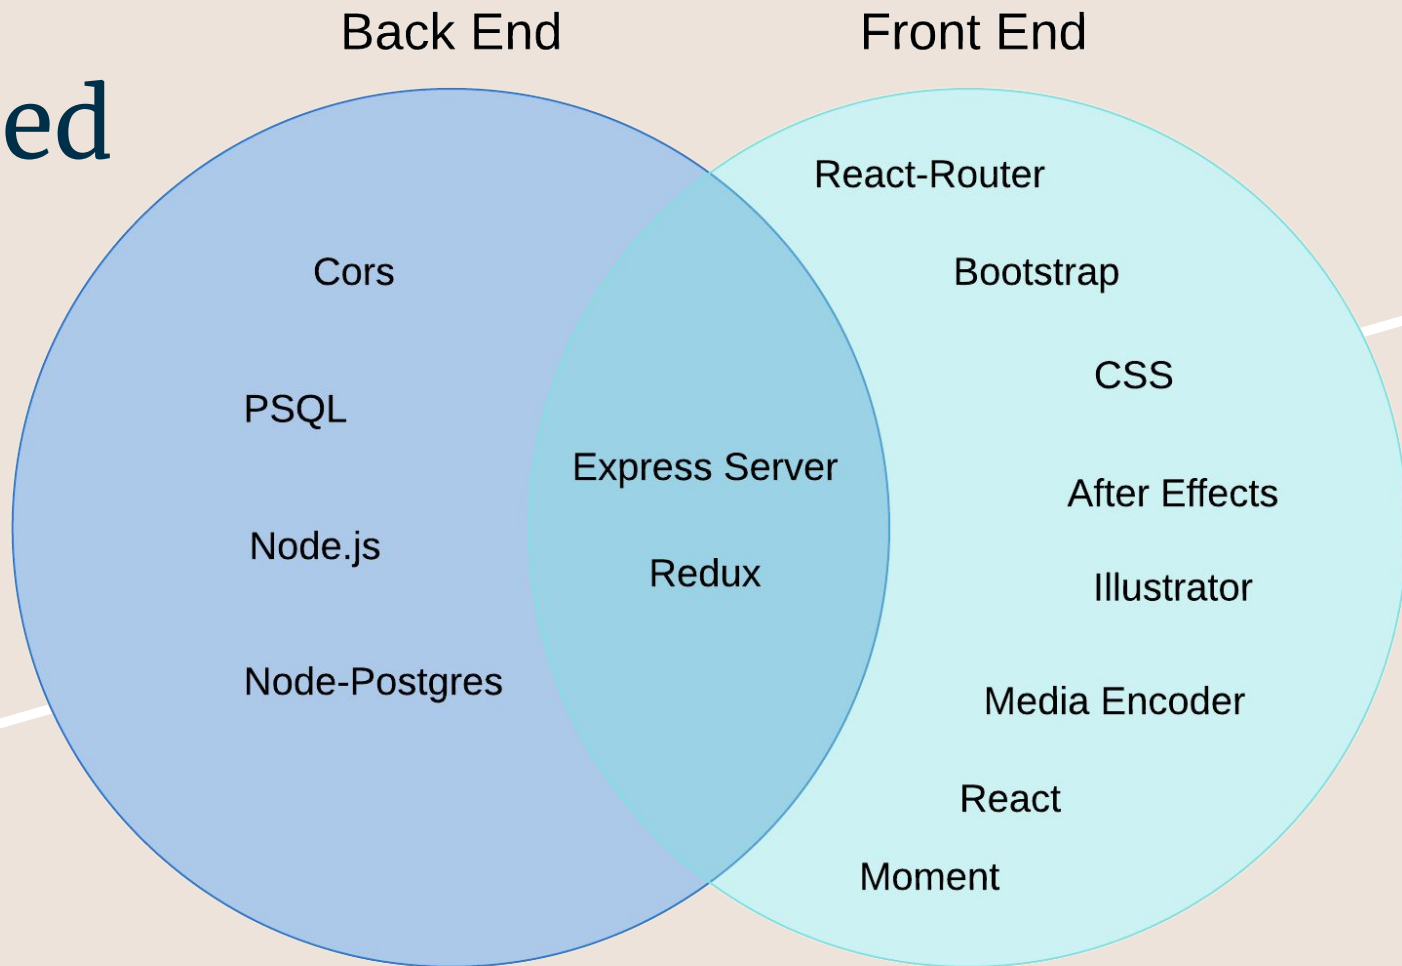 Back End
Front End
ed
React-Router
Cors
Bootstrap
CSS
PSQL
Express Server
After Effects
Node.js
Redux
Illustrator
Node-Postgres
Media Encoder
React
Moment